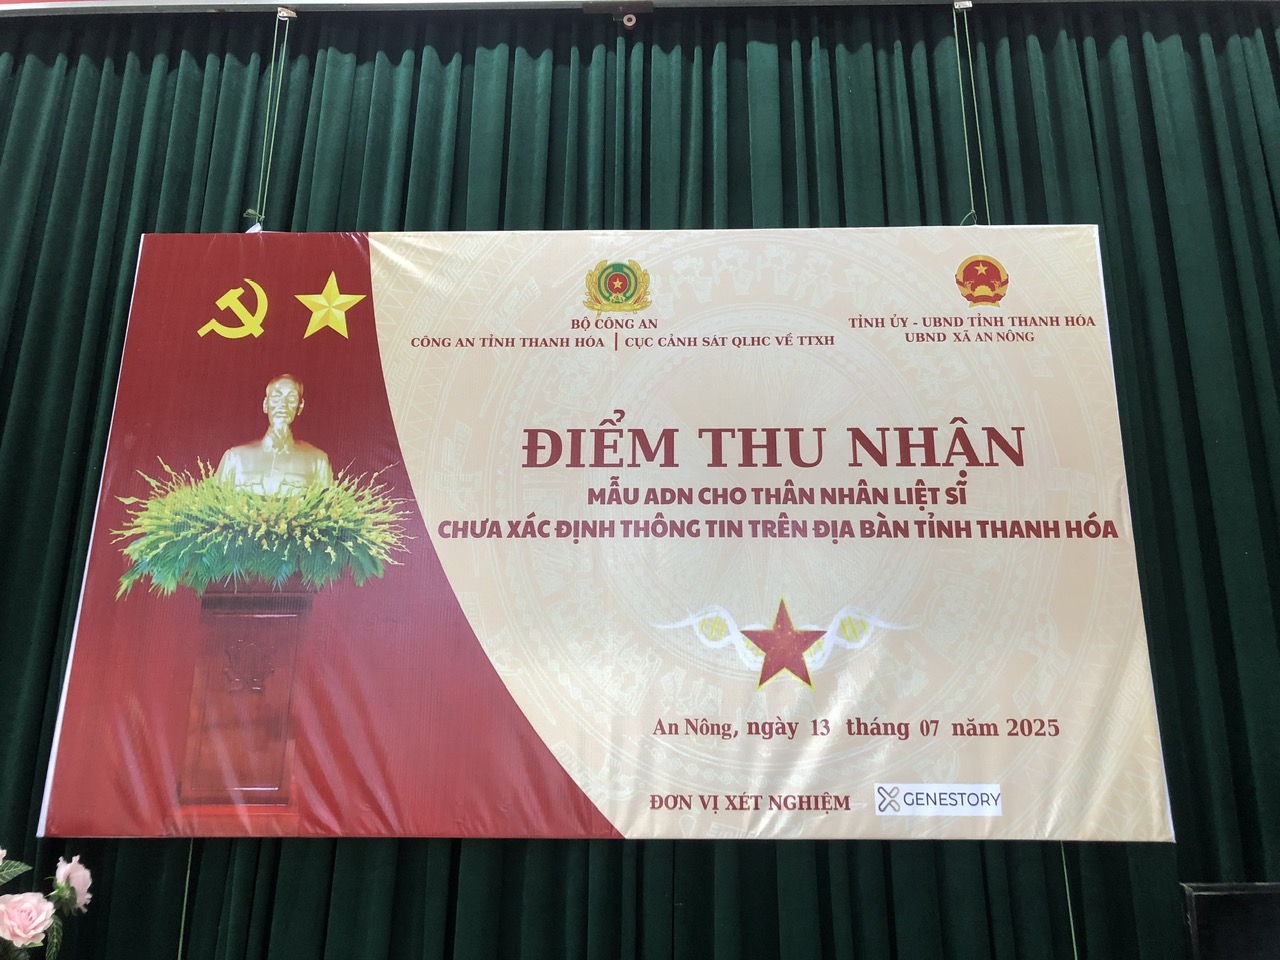 BỘ CÔNG AN
CÔNG AN TỈNH THANH HÓA | CỤC CẢNH SÁT QLHC VỀ TTXH
TỈNH ỦY - UBND TỈNH THANH HÓA
UBND XÃ AN NÔNG
ĐIỂM THU NHẬN
MẪU ADN CHO THÂN NHÂN LIỆT SĨ
CHƯA XÁC ĐỊNH THÔNG TIN TRÊN ĐỊA BÀN TỈNH THANH HÓA
An Nông, ngày 13 tháng 07 năm 2025
ĐƠN VỊ XÉT NGHIỆM GENESTORY